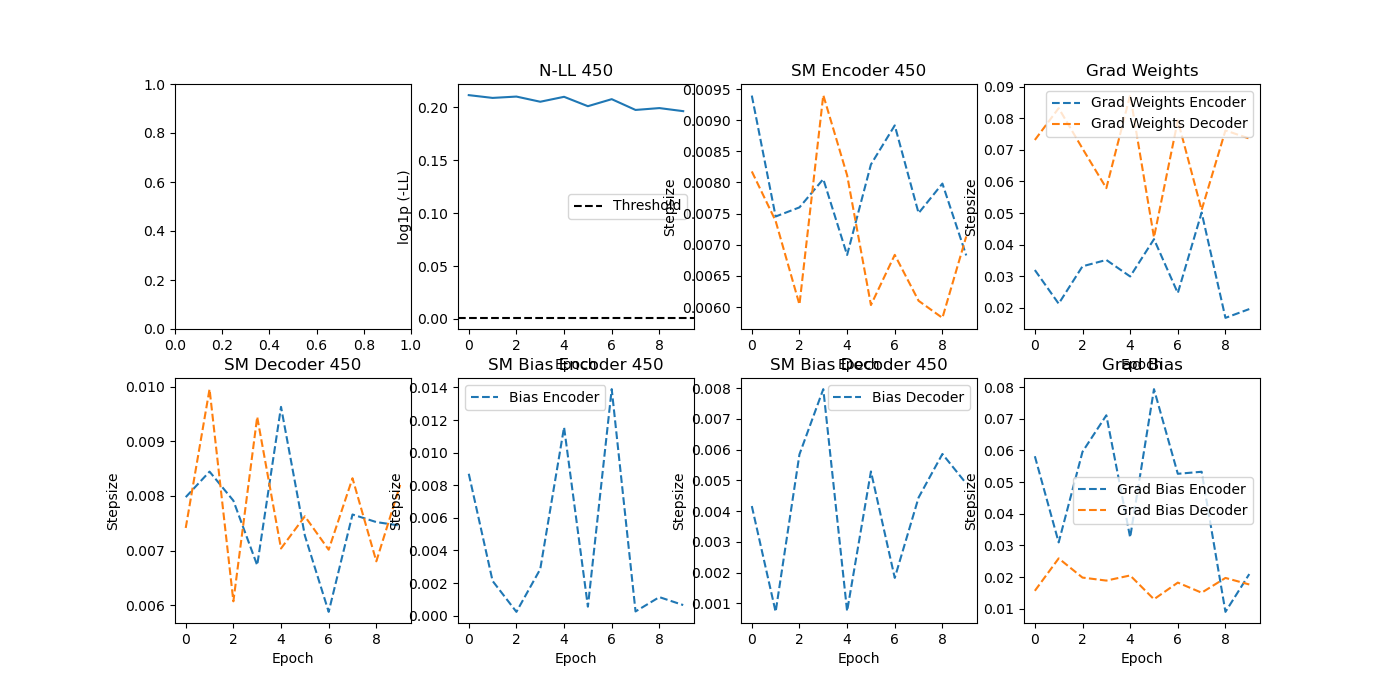 N-LL 450
SM Encoder 450
Grad Weights
1.0
0.8
0.6
0.4
0.2
0.0
0.0 0.2 0.4 0.6 0.8 1.0
log1p (-LL)
0.20
0.15
0.10
0.05
0.00
Threshold
0 2 4 6 8
Epoch
Stepsize
0.0095
0.0090
0.0085
0.0080
0.0075
0.0070
0.0065
0.0060
0 2 4 6 8
Epoch
Stepsize
0.09
0.08
0.07
0.06
0.05
0.04
0.03
0.02
Grad Weights Encoder
Grad Weights Decoder
0 2 4 6 8
Epoch
SM Decoder 450
SM Bias Encoder 450
SM Bias Decoder 450
Grad Bias
Stepsize
0.010
0.009
0.008
0.007
0.006
0 2 4 6 8
Epoch
Stepsize
0.014
0.012
0.010
0.008
0.006
0.004
0.002
0.000
Bias Encoder
0 2 4 6 8
Epoch
Stepsize
0.008
0.007
0.006
0.005
0.004
0.003
0.002
0.001
Bias Decoder
0 2 4 6 8
Epoch
Stepsize
0.08
0.07
0.06
0.05
0.04
0.03
0.02
0.01
Grad Bias Encoder
Grad Bias Decoder
0 2 4 6 8
Epoch